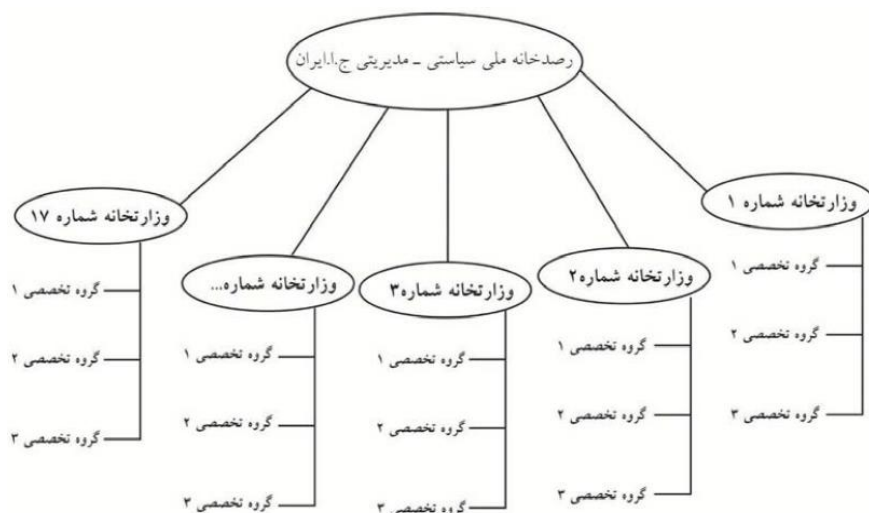 رصدخانه ملی سیاستی ـ مدیریتی ج.ا.ایران
وزارتخانه شماره ۱
گروه تخصصی ۱
گروه تخصصی ۲
گروه تخصصی ۳
وزارتخانه شماره۲
گروه تخصصی ۱
گروه تخصصی ۲
گروه تخصصی ۳
وزارتخانه شماره۳
گروه تخصصی ۱
گروه تخصصی ۲
گروه تخصصی ۳
وزارتخانه شماره...
گروه تخصصی ۱
گروه تخصصی ۲
گروه تخصصی ۳
وزارتخانه شماره ۱۷
گروه تخصصی ۱
گروه تخصصی ۲
گروه تخصصی ۳